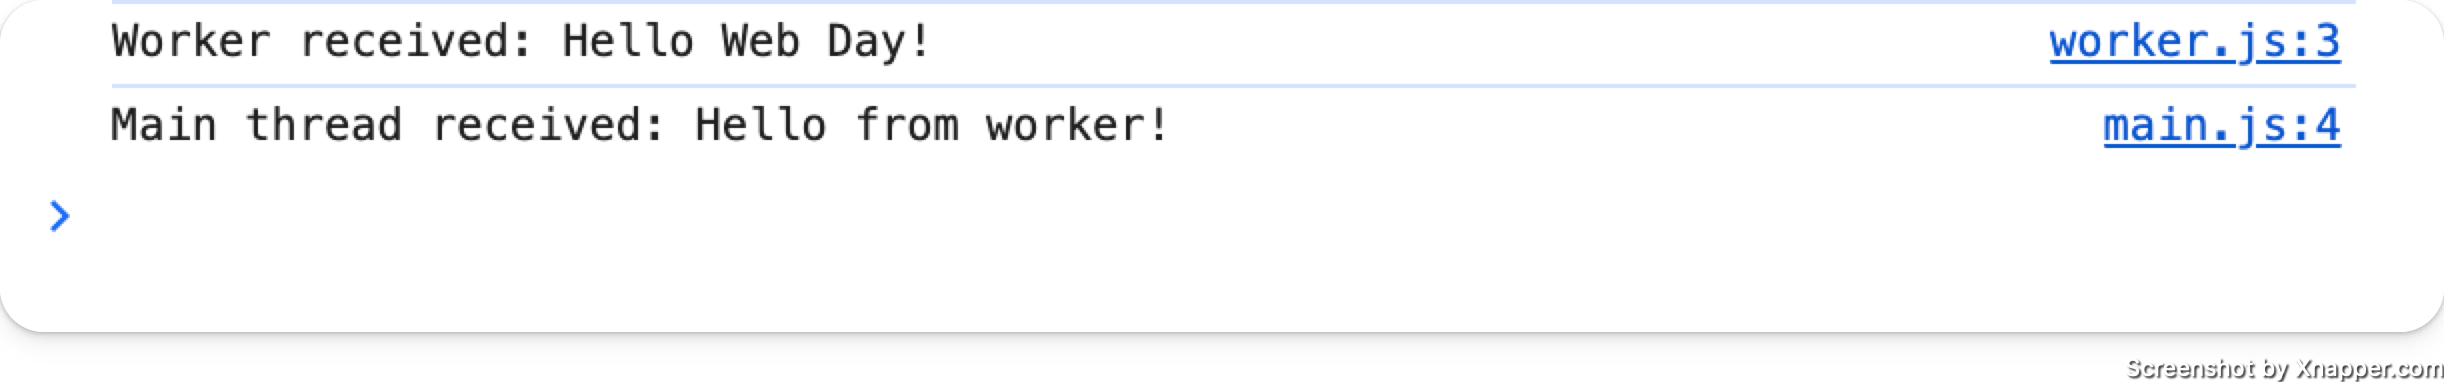 Worker received: Hello Web Day! worker.js:3
Main thread received: Hello from worker! main.js:4
>
Screenshot by Xnapper.com